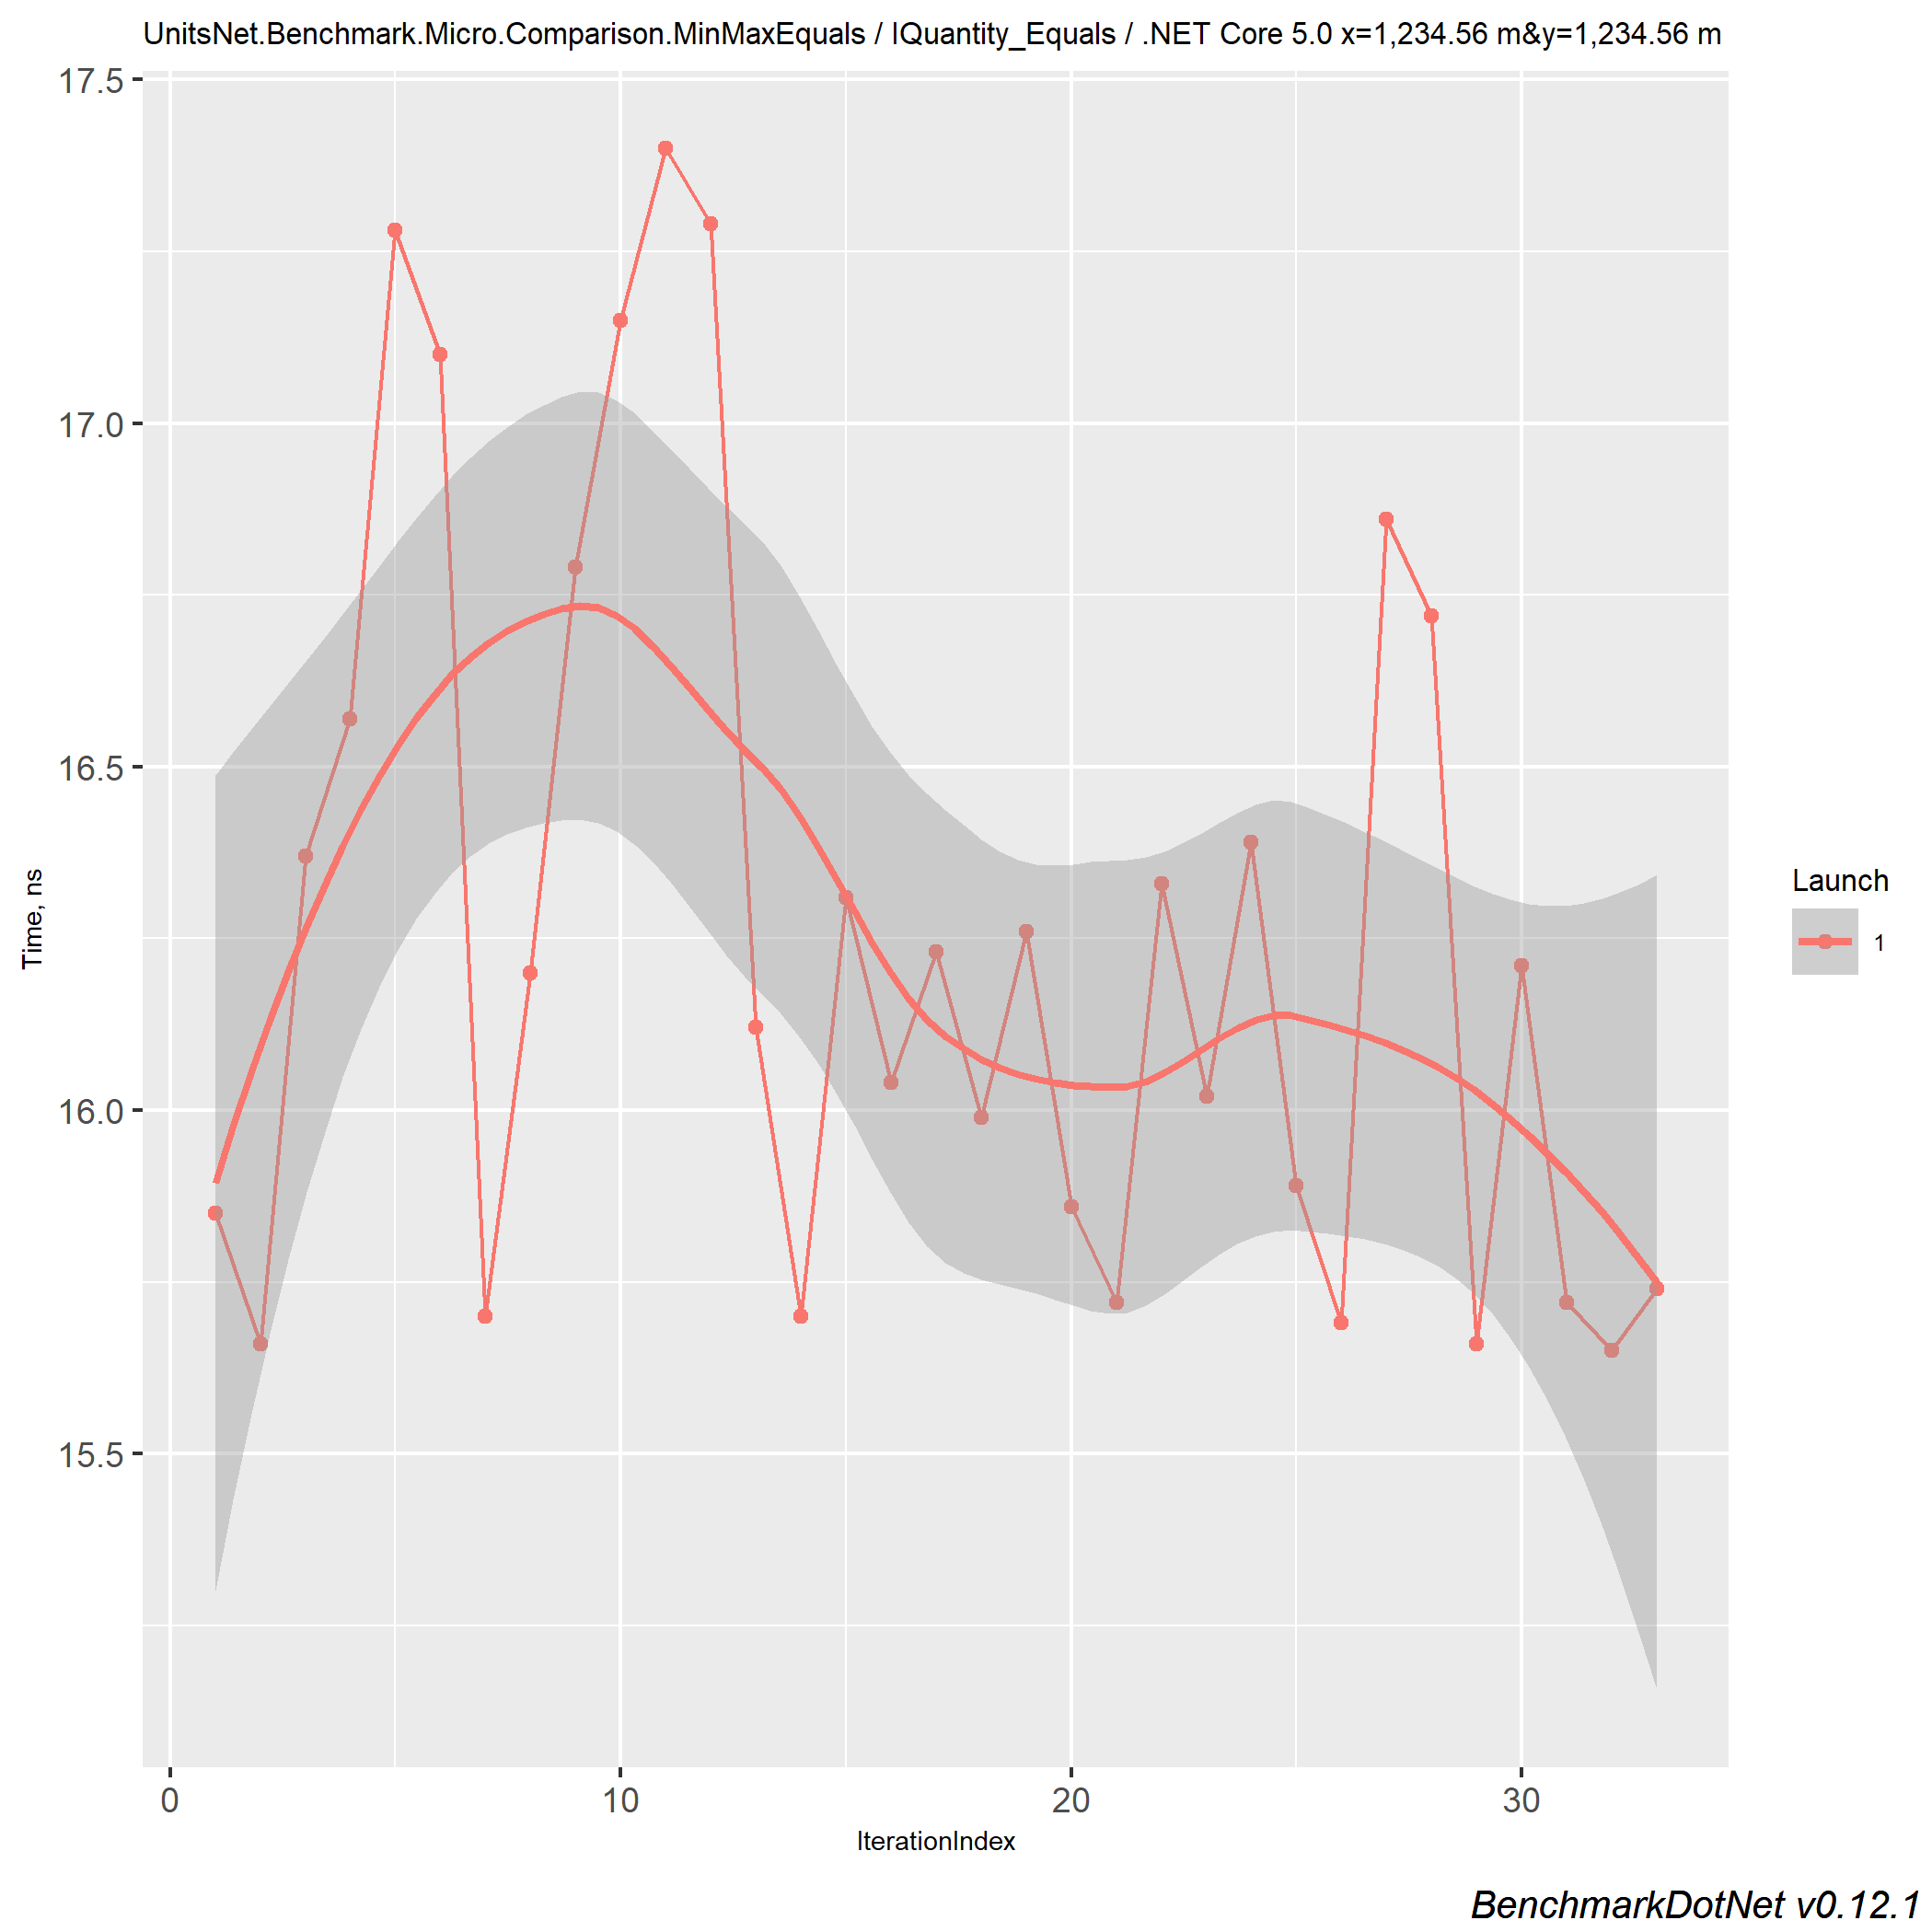 UnitsNet.Benchmark.Micro.Comparison.MinMaxEquals / IQuantity_Equals / .NET Core 5.0 x=1,234.56 m&y=1,234.56 m
17.5
17.0
16.5
16.0
15.5
Time, ns
0
10
20
30
IterationIndex
Launch
1
BenchmarkDotNet v0.12.1